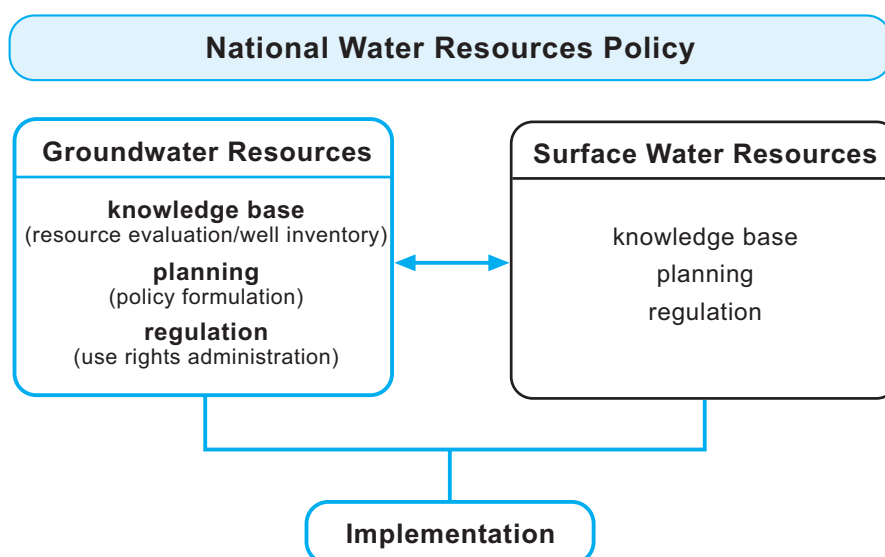 National Water Resources Policy
Groundwater Resources
knowledge base
(resource evaluation/well inventory)
planning
(policy formulation)
regulation
(use rights administration)
Surface Water Resources
knowledge base
planning
regulation
Implementation